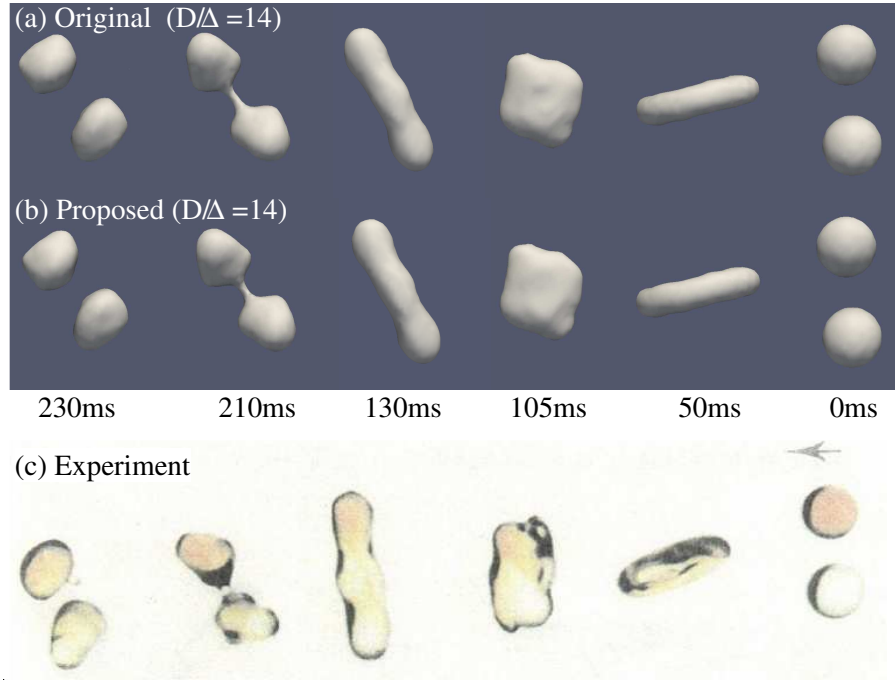 (a) Original (D/Δ =14)
(b) Proposed (D/Δ =14)
230ms 210ms 130ms 105ms 50ms 0ms
(c) Experiment